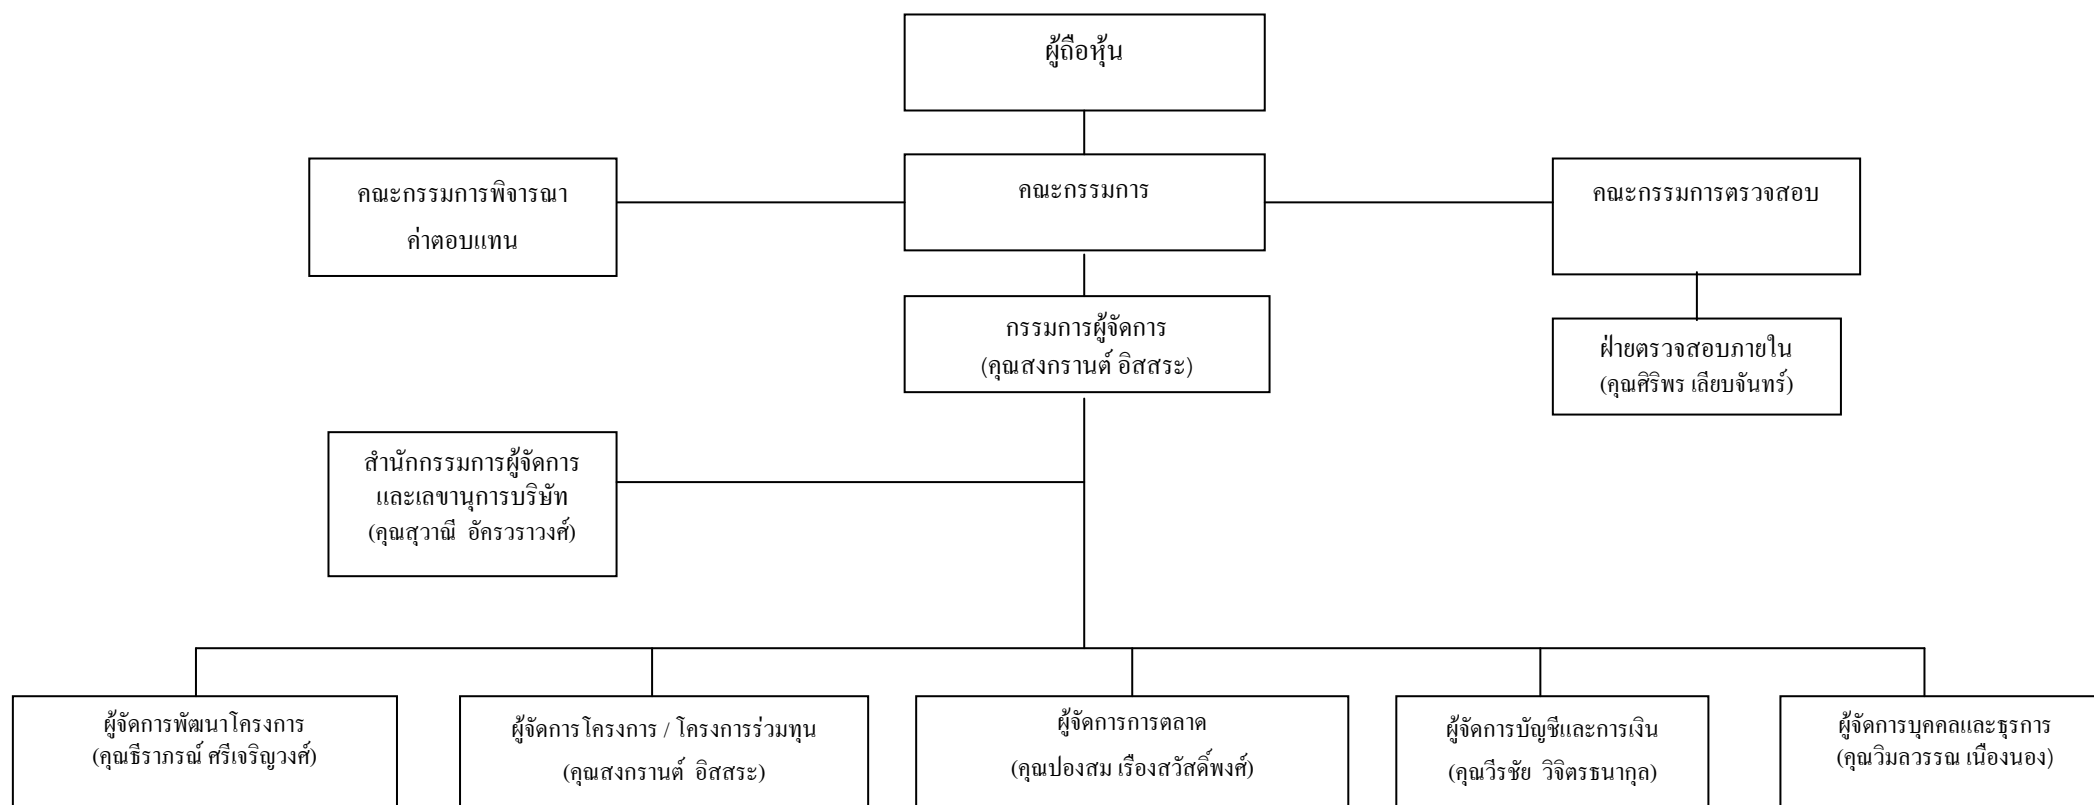 ผู้ถือหุ้น
คณะกรรมการพิจารณา
ค่าตอบแทน
คณะกรรมการ
คณะกรรมการตรวจสอบ
กรรมการผู้จัดการ
(คุณสงกรานต์ อิสสระ)
ฝ่ายตรวจสอบภายใน
(คุณศิริพร เลียบจันทร์)
สำนักกรรมการผู้จัดการ
และเลขานุการบริษัท
(คุณสุวาณี อัครวราวงศ์)
ผู้จัดการพัฒนาโครงการ
(คุณธีราภรณ์ ศรีเจริญวงศ์)
ผู้จัดการโครงการ / โครงการร่วมทุน
(คุณสงกรานต์ อิสสระ)
ผู้จัดการการตลาด
(คุณปองสม เรืองสวัสดิ์พงศ์)
ผู้จัดการบัญชีและการเงิน
(คุณวีรชัย วิจิตรธนากุล)
ผู้จัดการบุคคลและธุรการ
(คุณวิมลวรรณ เนืองนอง)